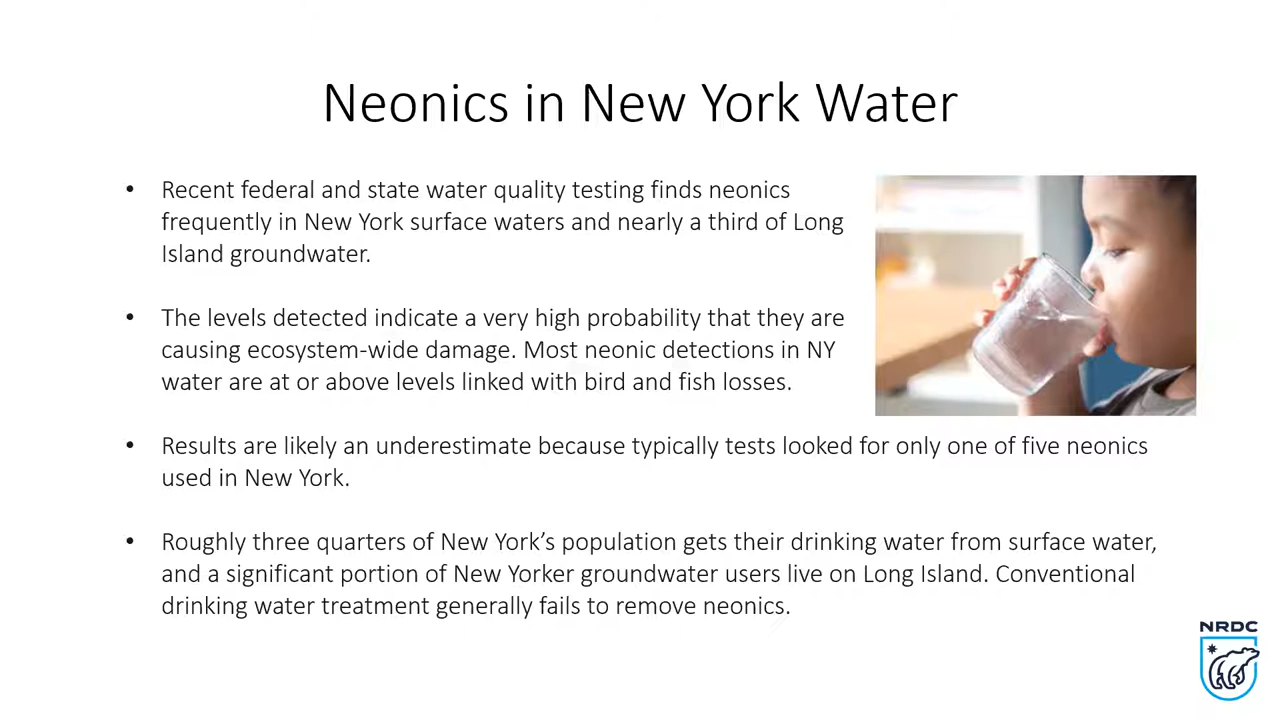 Neonics in New York Water
• Recent federal and state water quality testing finds neonics
frequently in New York surface waters and nearly a third of Long
Island groundwater.
• The levels detected indicate a very high probability that they are
causing ecosystem-wide damage. Most neonic detections in NY
water are at or above levels linked with bird and fish losses.
• Results are likely an underestimate because typically tests looked for only one of five neonics
used in New York.
• Roughly three quarters of New York’s population gets their drinking water from surface water,
and a significant portion of New Yorker groundwater users live on Long Island. Conventional
drinking water treatment generally fails to remove neonics.
NRDC